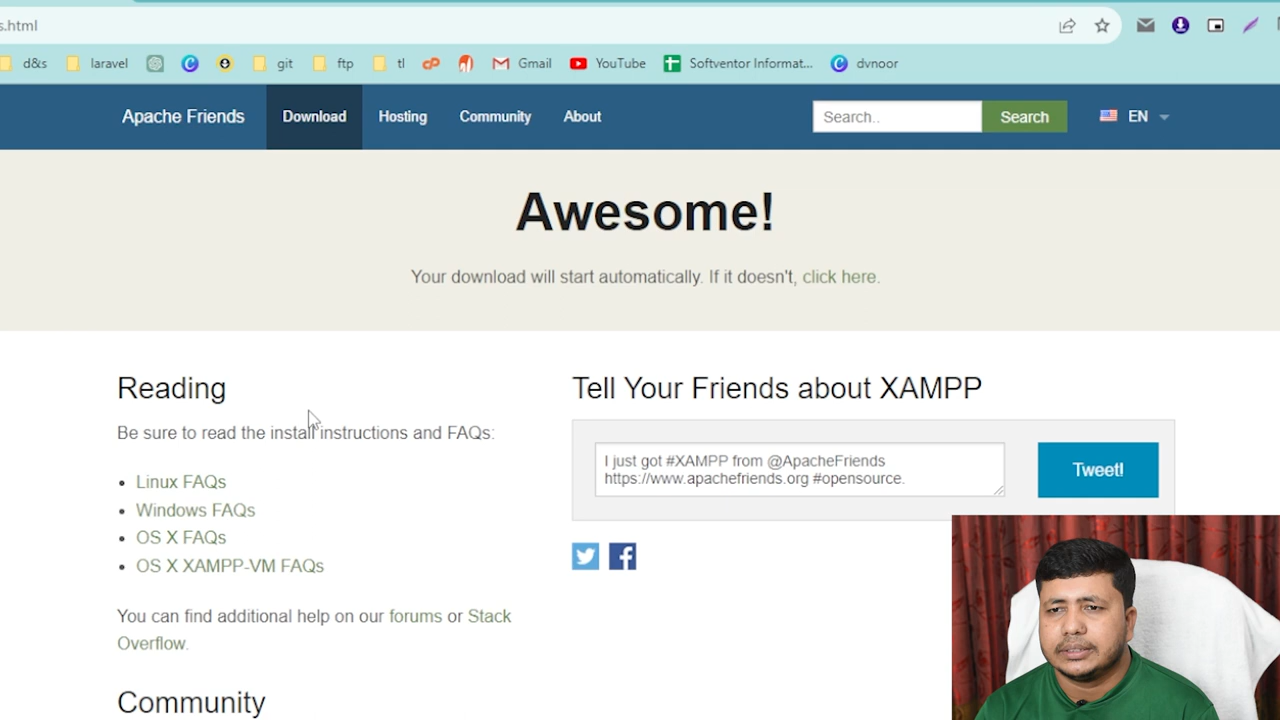 s.html
d&s laravel git ftp tl Gmail YouTube Softventor Informat... dvnoor
Apache Friends Download Hosting Community About Search.. Search EN
Awesome!
Your download will start automatically. If it doesn't, click here.
Reading
Be sure to read the install instructions and FAQs:
Linux FAQs
Windows FAQs
OS X FAQs
OS X XAMPP-VM FAQs
You can find additional help on our forums or Stack
Overflow.
Community
Tell Your Friends about XAMPP
I just got #XAMPP from @ApacheFriends
https://www.apachefriends.org #opensource.
Tweet!